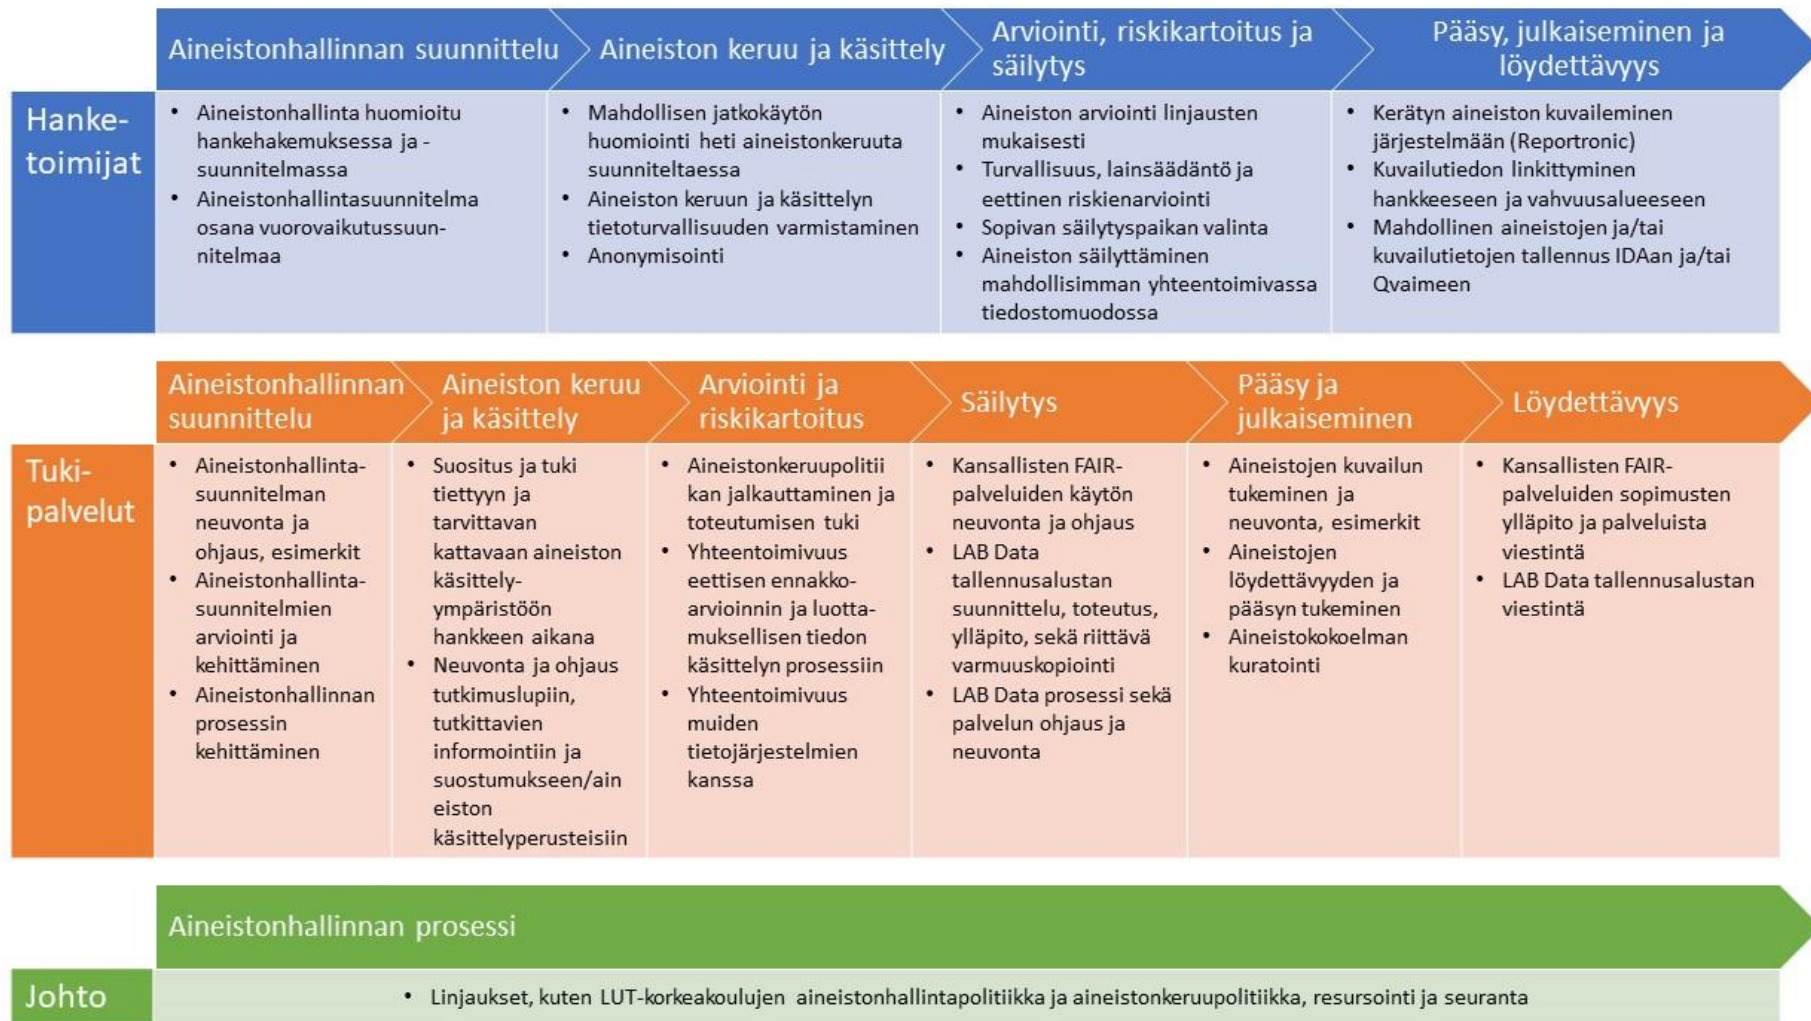 Aineistonhallinnan suunnittelu
Aineiston keruu ja käsittely
Arviointi, riskikartoitus ja
säilytys
Pääsy, julkaiseminen ja
löydettävyys
Hanke-
toimijat
• Aineistonhallinta huomioitu
hankehakemuksessa ja -
suunnitelmassa
• Aineistonhallintasuunnitelma
osana vuorovaikutussuun-
nitelmaa
• Mahdollisen jatkokäytön
huomiointi heti aineistonkeruuta
suunniteltaessa
• Aineiston keruun ja käsittelyn
tietoturvallisuuden varmistaminen
• Anonymisointi
• Aineiston arviointi linjausten
mukaisesti
• Turvallisuus, lainsäädäntö ja
eettinen riskienarviointi
• Sopivan säilytyspaikan valinta
• Aineiston säilyttäminen
mahdollisimman yhteentoimivassa
tiedostomuodossa
• Kerätyn aineiston kuvaileminen
järjestelmään (Reportronic)
• Kuvailutiedon linkittyminen
hankkeeseen ja vahvuusalueeseen
• Mahdollinen aineistojen ja/tai
kuvailutietojen tallennus IDAan ja/tai
Qvaimeen
Aineistonhallinnan
suunnittelu
Aineiston keruu
ja käsittely
Arviointi ja
riskikartoitus
Säilytys
Pääsy ja
julkaiseminen
Löydettävyys
Tuki-
palvelut
• Aineistonhallinta-
suunnitelman
neuvonta ja
ohjaus, esimerkit
• Aineistonhallinta-
suunnitelmien
arviointi ja
kehittäminen
• Aineistonhallinnan
prosessin
kehittäminen
• Suositus ja tuki
tiettyyn ja
tarvittavan
kattavaan aineiston
käsittely-
ympäristöön
hankkeen aikana
• Neuvonta ja ohjaus
tutkimuslupiin,
tutkittavien
informointiin ja
suostumukseen/ain
eiston
käsittelyperusteisiin
• Aineistonkeruupolitii
kan jalkauttaminen ja
toteutumisen tuki
• Yhteentoimivuus
eettisen ennakko-
arvioinnin ja luotta-
muksellisen tiedon
käsittelyn prosessiin
• Yhteentoimivuus
muiden
tietojärjestelmien
kanssa
• Kansallisten FAIR-
palveluiden käytön
neuvonta ja ohjaus
• LAB Data
tallennusalustan
suunnittelu, toteutus,
ylläpito, sekä riittävä
varmuuskopiointi
• LAB Data prosessi sekä
palvelun ohjaus ja
neuvonta
• Aineistojen kuvailun
tukeminen ja
neuvonta, esimerkit
• Aineistojen
löydettävyyden ja
pääsyn tukeminen
• Aineistokokoelman
kuratointi
• Kansallisten FAIR-
palveluiden sopimusten
ylläpito ja palveluista
viestintä
• LAB Data tallennusalustan
viestintä
Aineistonhallinnan prosessi
Johto
• Linjaukset, kuten LUT-korkeakoulujen aineistonhallintapolitiikka ja aineistonkeruupolitiikka, resursointi ja seuranta